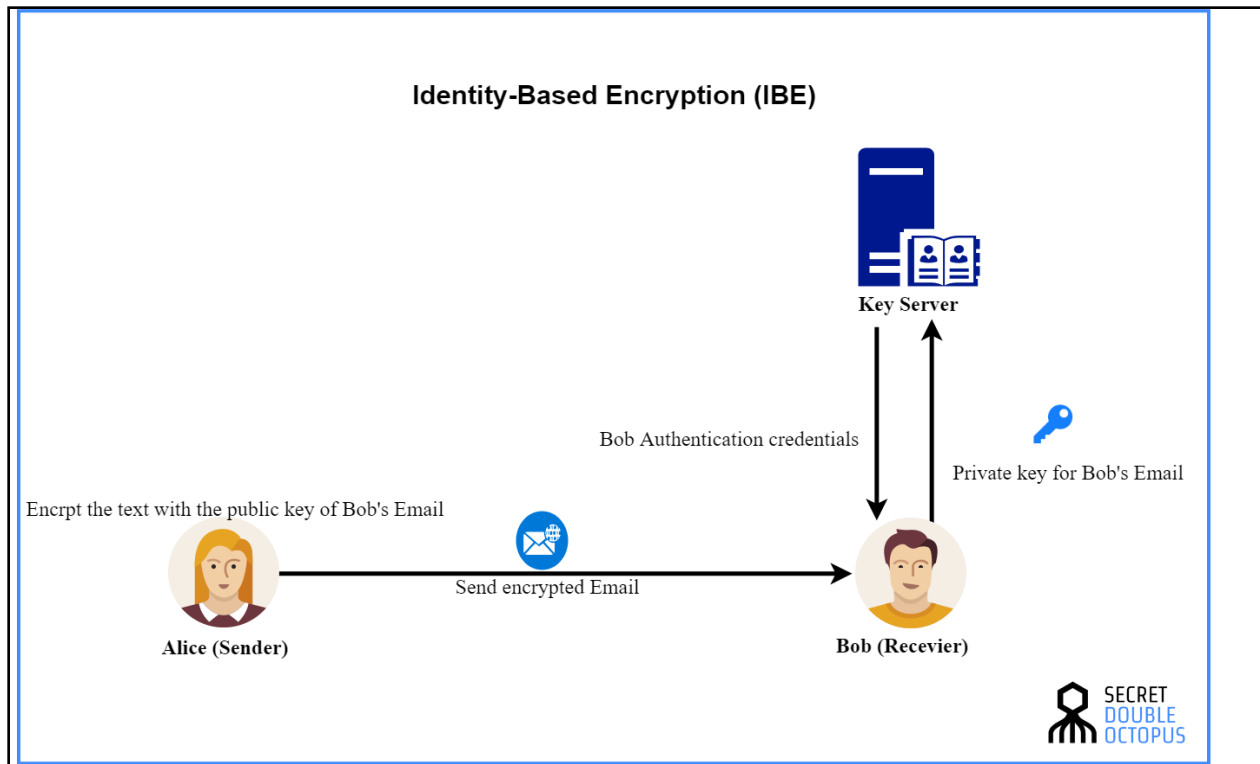 Identity-Based Encryption (IBE)
Key Server
Bob Authentication credentials
Private key for Bob's Email
Encrpt the text with the public key of Bob's Email
Send encrypted Email
Alice (Sender)
Bob (Recevier)
SECRET
DOUBLE
OCTOPUS